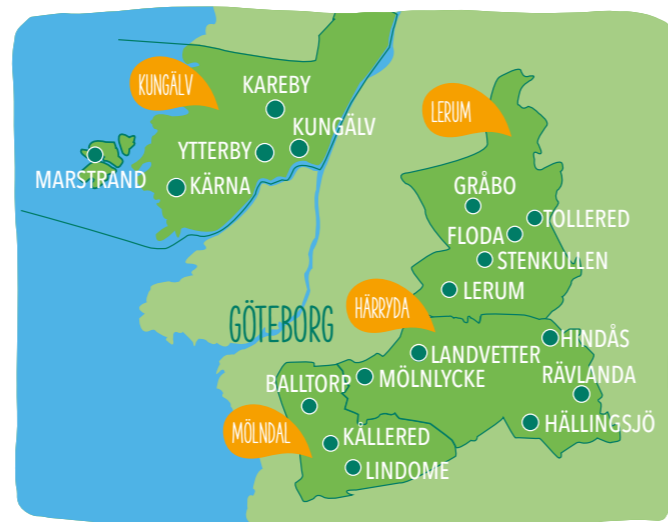 KUNGÄLV
KAREBY
LERUM
KUNGÄLV
YTTERBY
MARSTRAND
KÄRNA
GRÅBO
TOLLERED
FLODA
STENKULLEN
LERUM
HÄRRYDA
GÖTEBORG
HINDÅS
LANDVETTER
BALLTORP
MÖLNLYCKE
RÄVLANDA
MÖLNDAL
KÅLLERED
HÄLLINGSJÖ
LINDOME